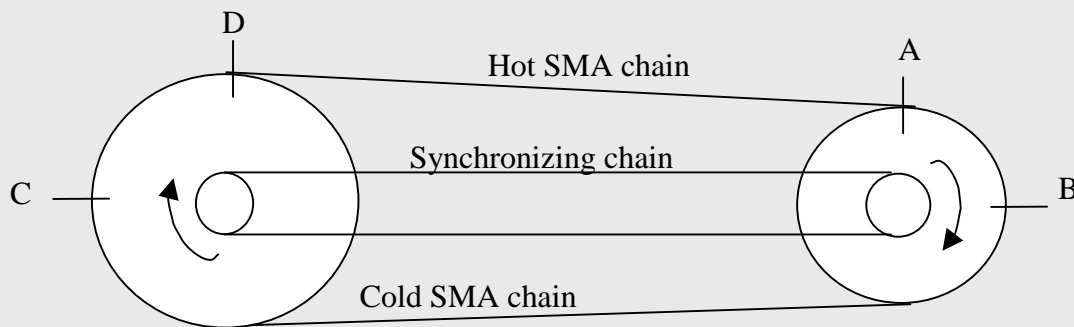 D
A
Hot SMA chain
Synchronizing chain
C
B
Cold SMA chain